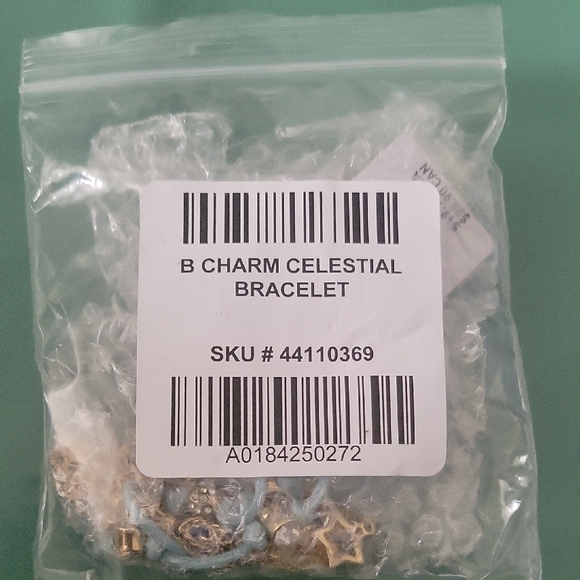 B CHARM CELESTIAL
BRACELET
SKU # 44110369
A0184250272